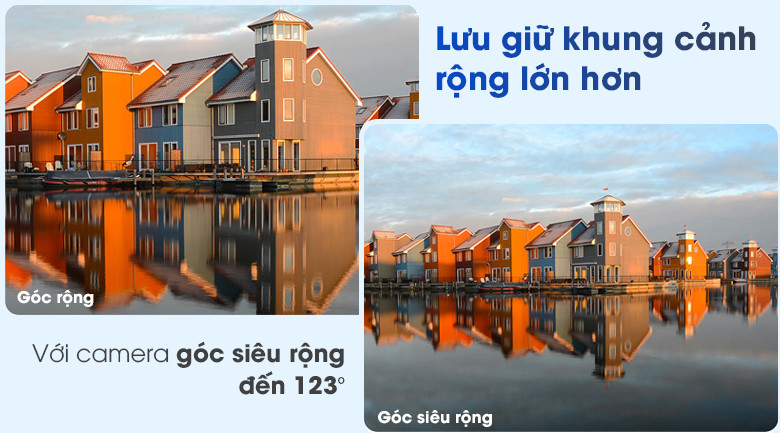 Lưu giữ khung cảnh
rộng lớn hơn
Góc rộng
Với camera góc siêu rộng
đến 123°
Góc siêu rộng